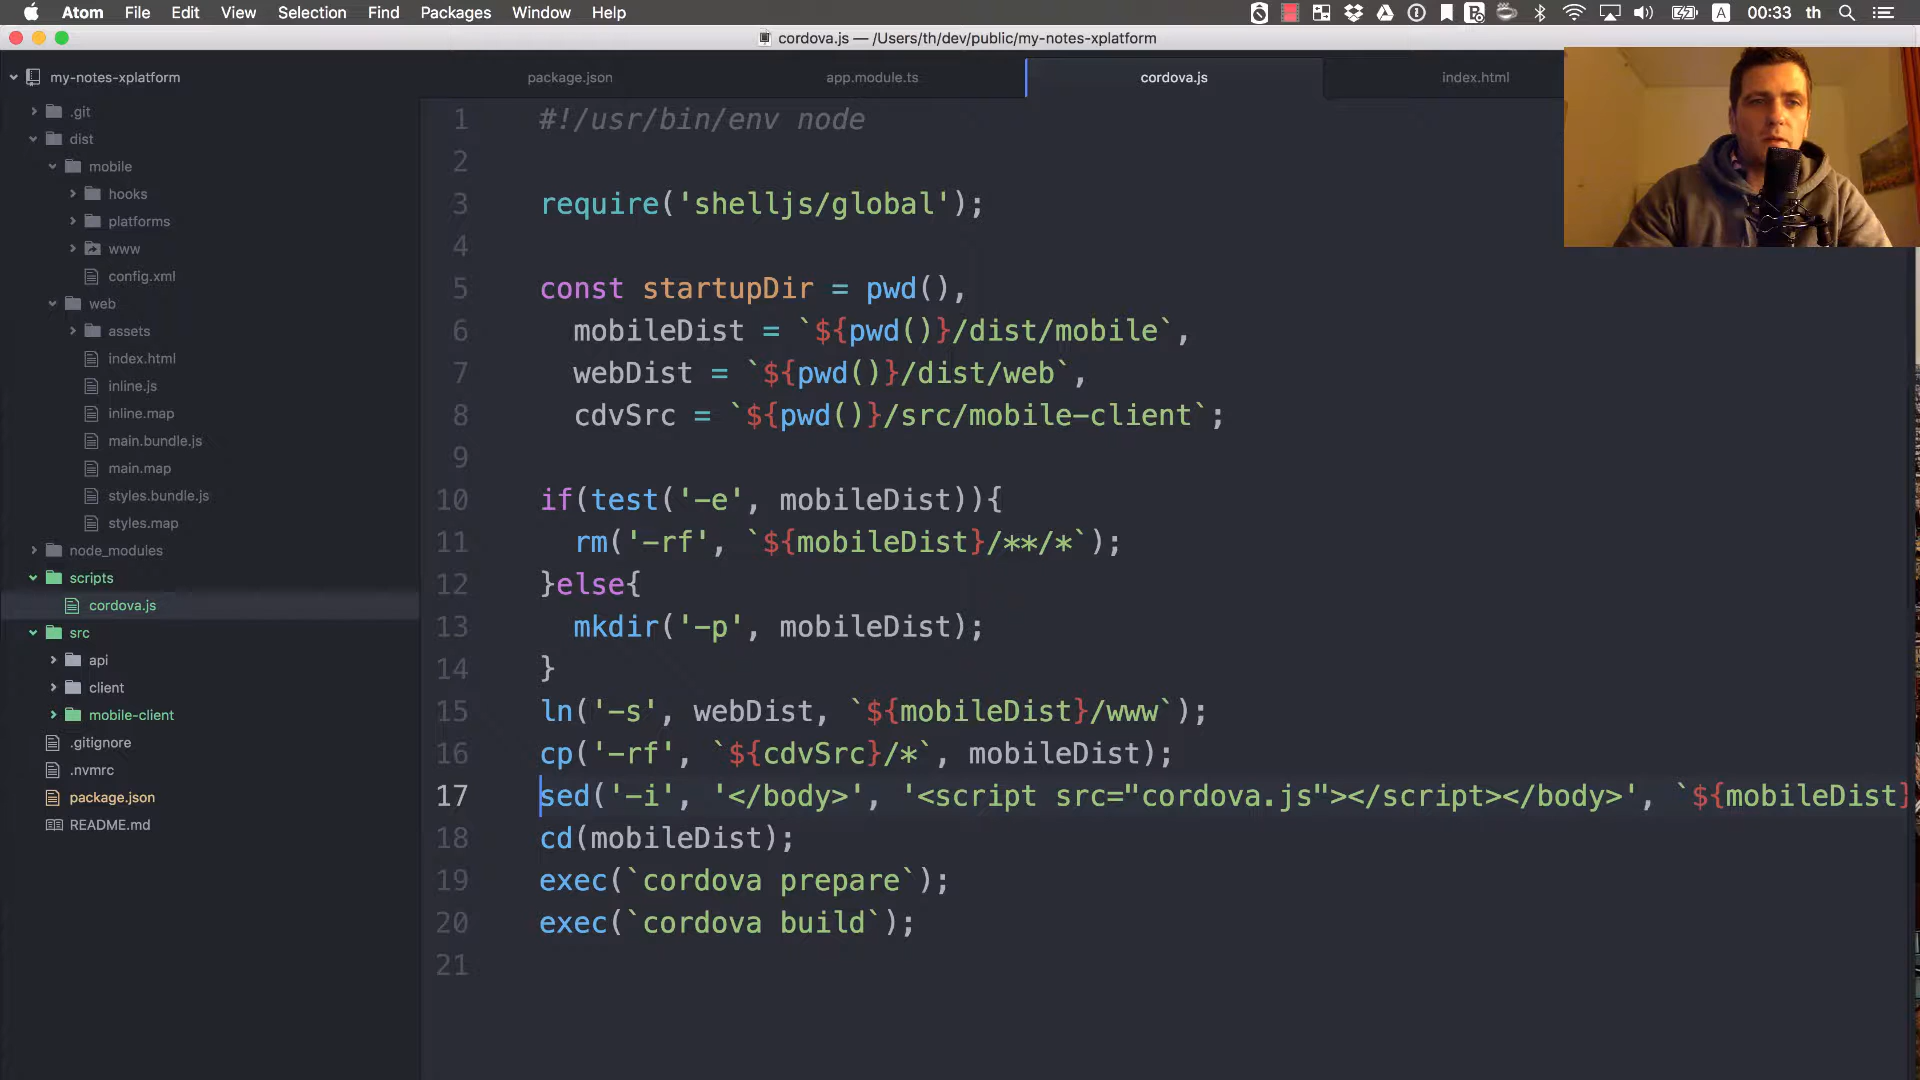 Atom File Edit View Selection Find Packages Window Help 00:33 th
cordova.js — /Users/th/dev/public/my-notes-xplatform
my-notes-xplatform
package.json app.module.ts cordova.js index.html
.git
dist
mobile
hooks
platforms
www
config.xml
web
assets
index.html
inline.js
inline.map
main.bundle.js
main.map
styles.bundle.js
styles.map
node_modules
scripts
cordova.js
src
api
client
mobile-client
.gitignore
.nvmrc
package.json
README.md
1 #!/usr/bin/env node
2
3 require('shelljs/global');
4
5 const startupDir = pwd(),
6 mobileDist = `${pwd()}/dist/mobile`,
7 webDist = `${pwd()}/dist/web`,
8 cdvSrc = `${pwd()}/src/mobile-client`;
9
10 if(test('-e', mobileDist)){
11 rm('-rf', `${mobileDist}/**/*`);
12 }else{
13 mkdir('-p', mobileDist);
14 }
15 ln('-s', webDist, `${mobileDist}/www`);
16 cp('-rf', `${cdvSrc}/*`, mobileDist);
17 sed('-i', '</body>', '<script src="cordova.js"></script></body>', `${mobileDist}
18 cd(mobileDist);
19 exec(`cordova prepare`);
20 exec(`cordova build`);
21